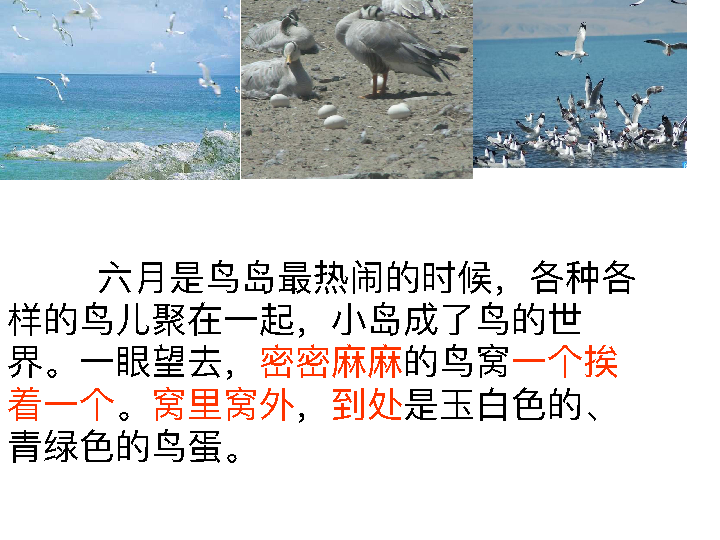 六月是鸟岛最热闹的时候，各种各
样的鸟儿聚在一起，小岛成了鸟的世
界。一眼望去，密密麻麻的鸟窝一个挨
着一个。窝里窝外，到处是玉白色的、
青绿色的鸟蛋。